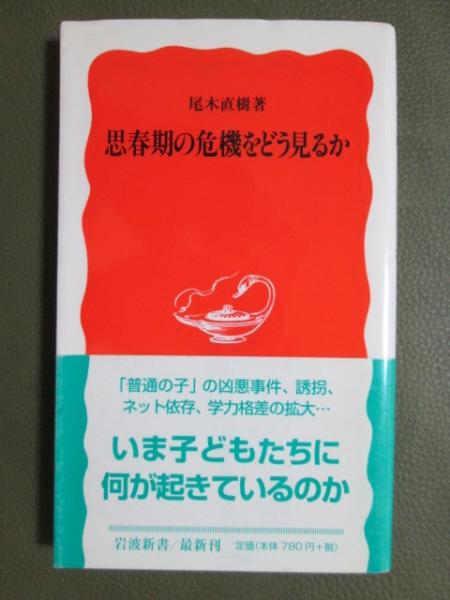 尾木直樹著
思春期の危機をどう見るか
「普通の子」の凶悪事件、誘拐、
ネット依存、学力格差の拡大…
いま子どもたちに
何が起きているのか
岩波新書/最新刊 定価(本体780円+税)